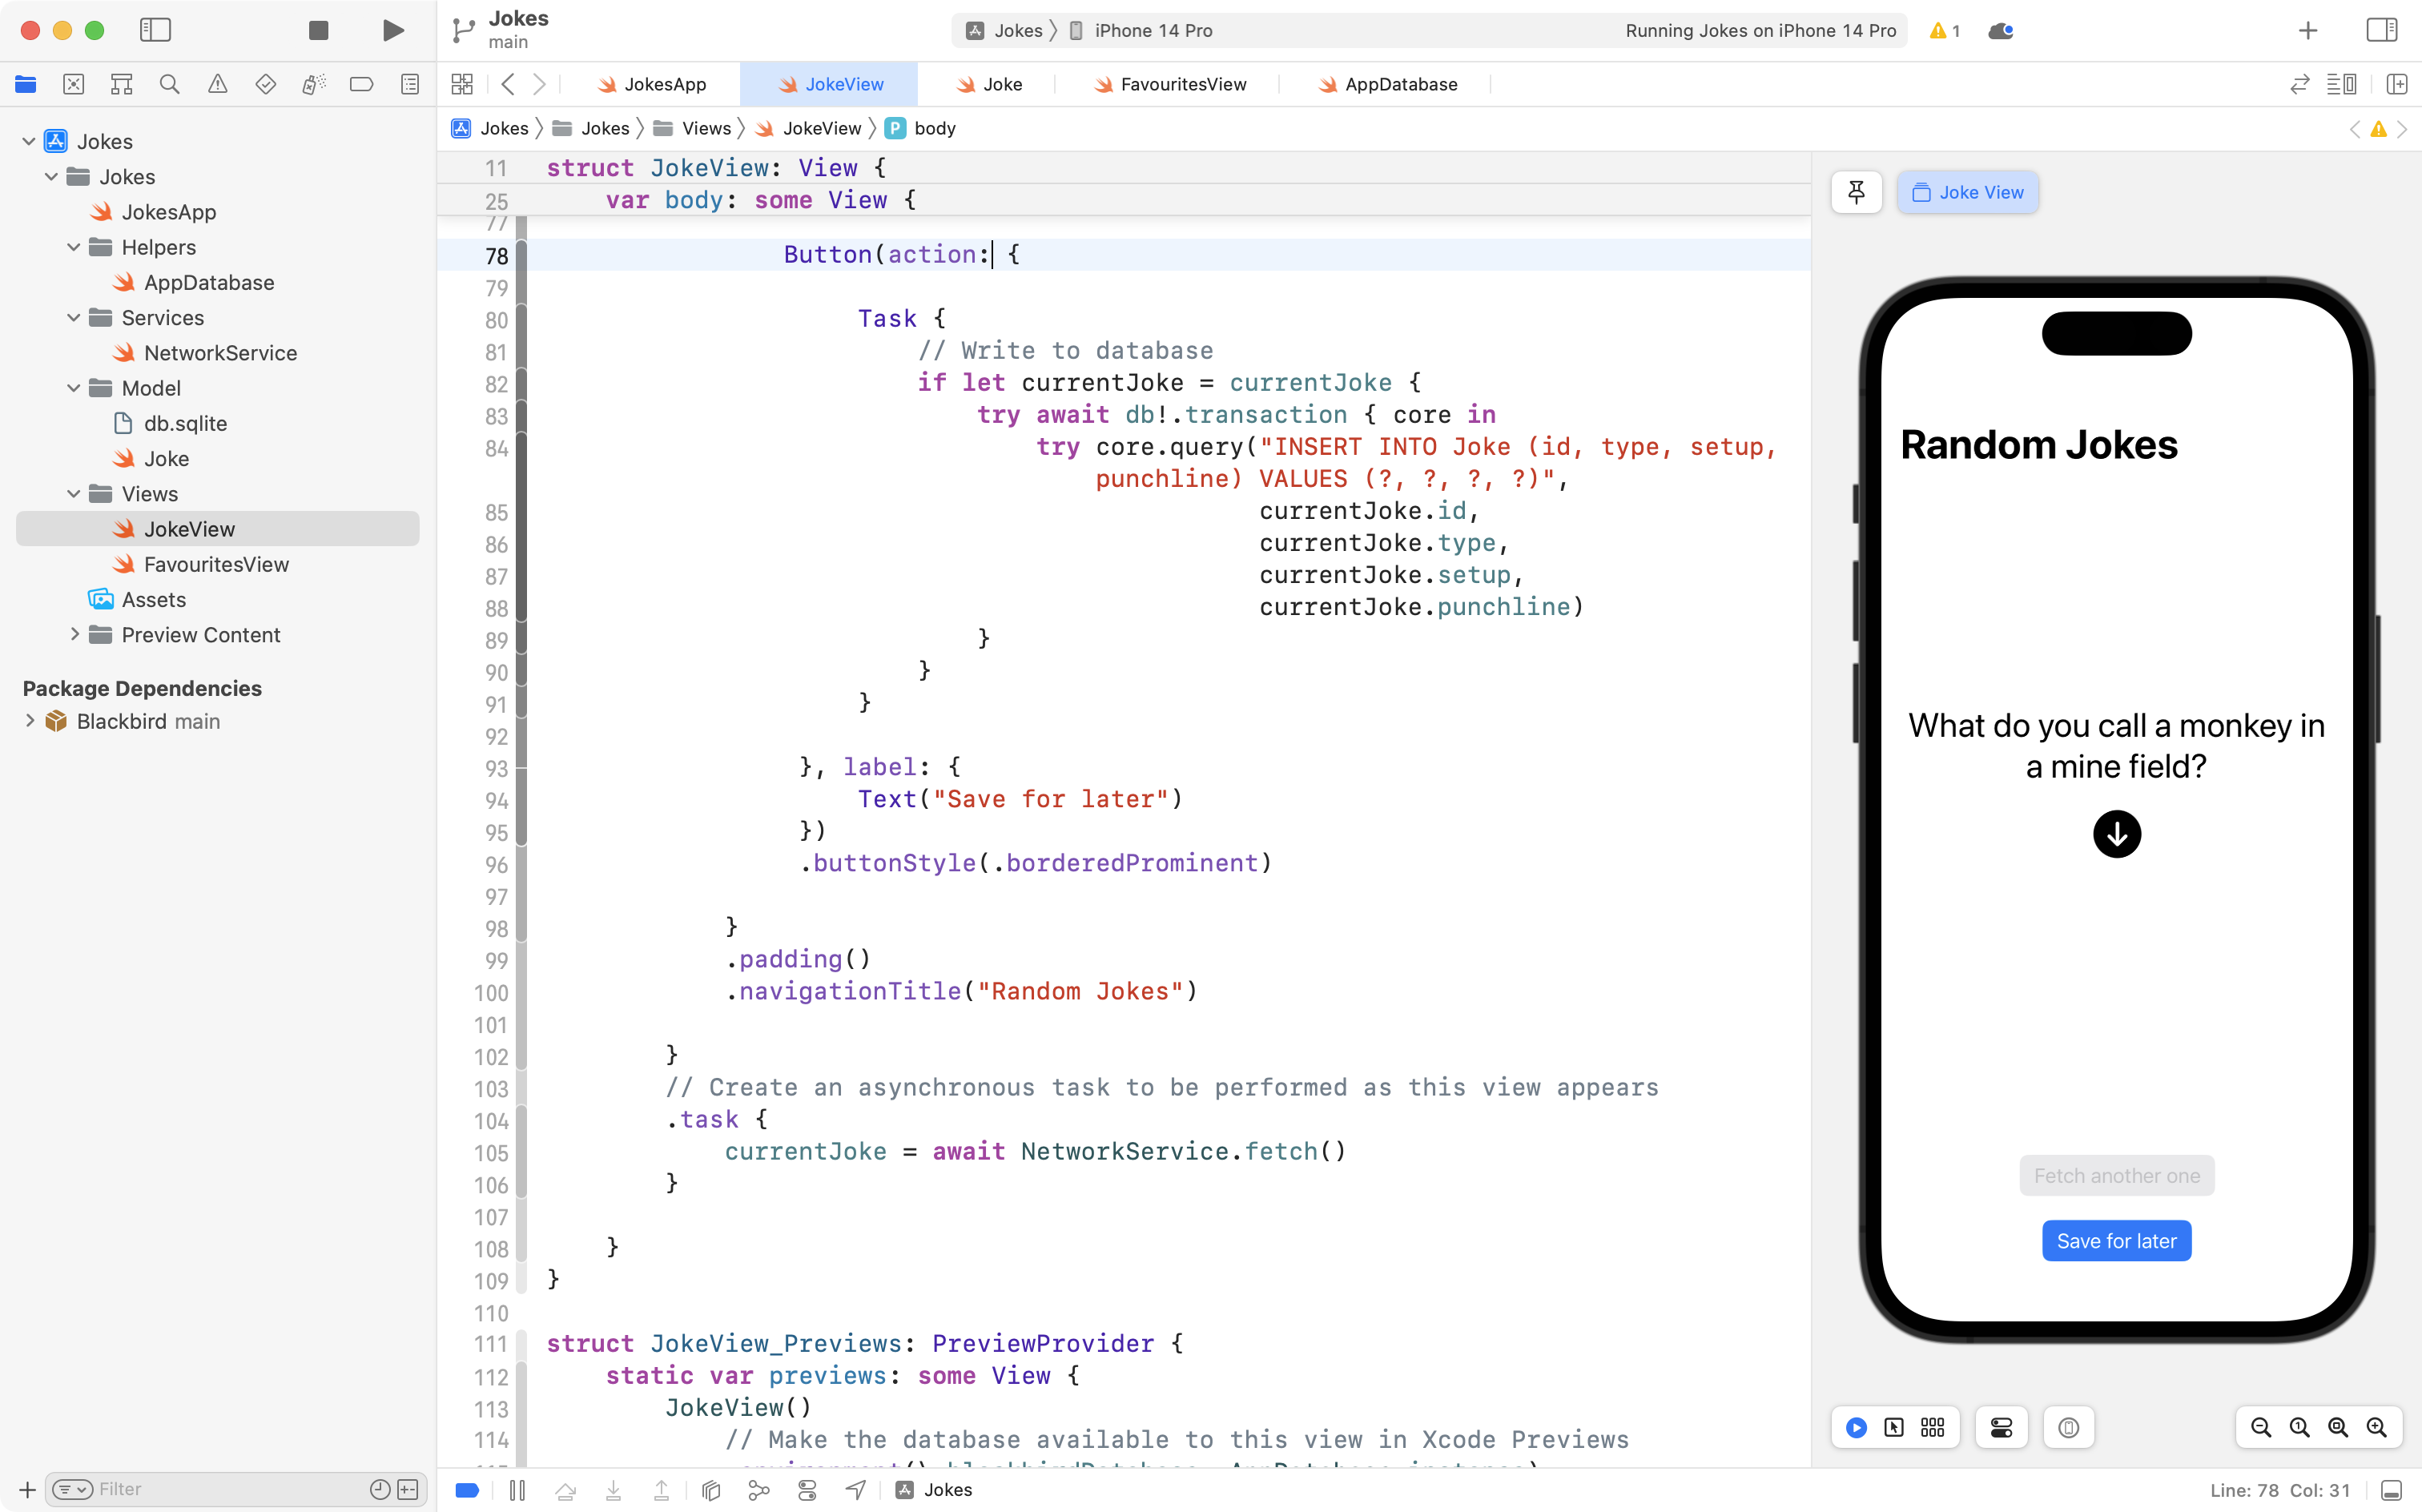 Jokes
main
Jokes
iPhone 14 Pro
Running Jokes on iPhone 14 Pro
1
JokesApp
JokeView
Joke
FavouritesView
AppDatabase
Jokes
Jokes
Views
JokeView
P
body
Jokes
Jokes
JokesApp
Helpers
AppDatabase
Services
NetworkService
Model
db.sqlite
Joke
Views
JokeView
FavouritesView
Assets
Preview Content
Package Dependencies
Blackbird main
Filter
11 struct JokeView: View {
25 var body: some View {
77
78 Button(action: {
79
80 Task {
81 // Write to database
82 if let currentJoke = currentJoke {
83 try await db!.transaction { core in
84 try core.query("INSERT INTO Joke (id, type, setup,
punchline) VALUES (?, ?, ?, ?)",
85 currentJoke.id,
86 currentJoke.type,
87 currentJoke.setup,
88 currentJoke.punchline)
89 }
90 }
91 }
92
93 }, label: {
94 Text("Save for later")
95 })
96 .buttonStyle(.borderedProminent)
97
98 }
99 .padding()
100 .navigationTitle("Random Jokes")
101
102 }
103 // Create an asynchronous task to be performed as this view appears
104 .task {
105 currentJoke = await NetworkService.fetch()
106 }
107
108 }
109 }
110
111 struct JokeView_Previews: PreviewProvider {
112 static var previews: some View {
113 JokeView()
114 // Make the database available to this view in Xcode Previews
Joke View
Random Jokes
What do you call a monkey in
a mine field?
Fetch another one
Save for later
Jokes
Line: 78 Col: 31